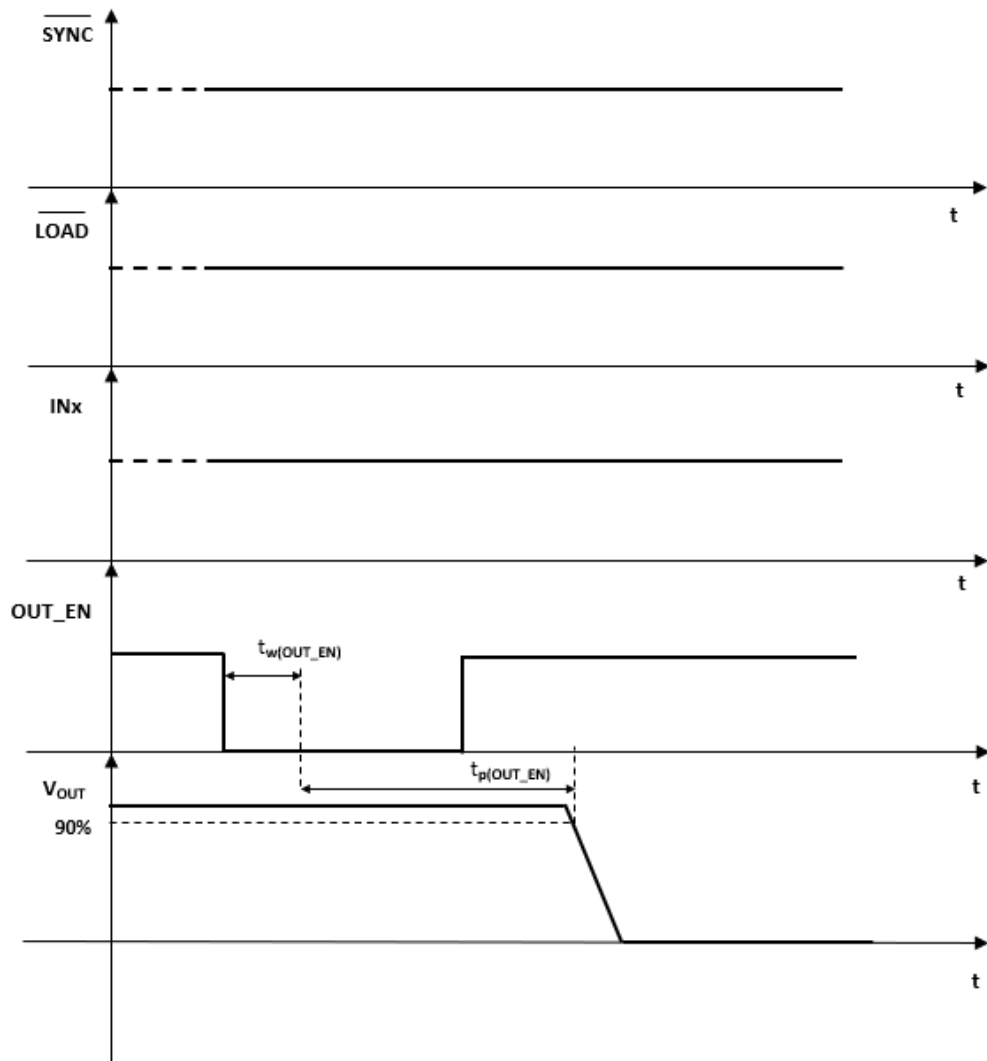 SYNC
t
LOAD
t
INx
t
OUT_EN
tw(OUT_EN)
t
tp(OUT_EN)
VOUT
90%
t